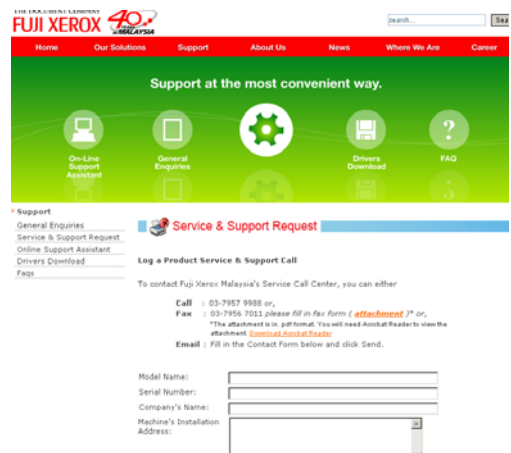 THE DOCUMENT COMPANY
FUJI XEROX 40
MALAYSIA
search...
Sea
Home Our Solutions Support About Us News Where We Are Career
Support at the most convenient way.
On-Line Support Assistant
General Enquiries
Drivers Download
?
FAQ
Support
General Enquiries
Service & Support Request
Online Support Assistant
Drivers Download
Faqs
Service & Support Request
Log a Product Service & Support Call
To contact Fuji Xerox Malaysia's Service Call Center, you can either
Call : 03-7957 9988 or,
Fax : 03-7956 7011 please fill in fax form ( attachment )* or,
*The attachment is in .pdf format. You will need Acrobat Reader to view the
attachment. Download Acrobat Reader
Email : Fill in the Contact Form below and click Send.
Model Name:
Serial Number:
Company's Name:
Machine's Installation
Address: